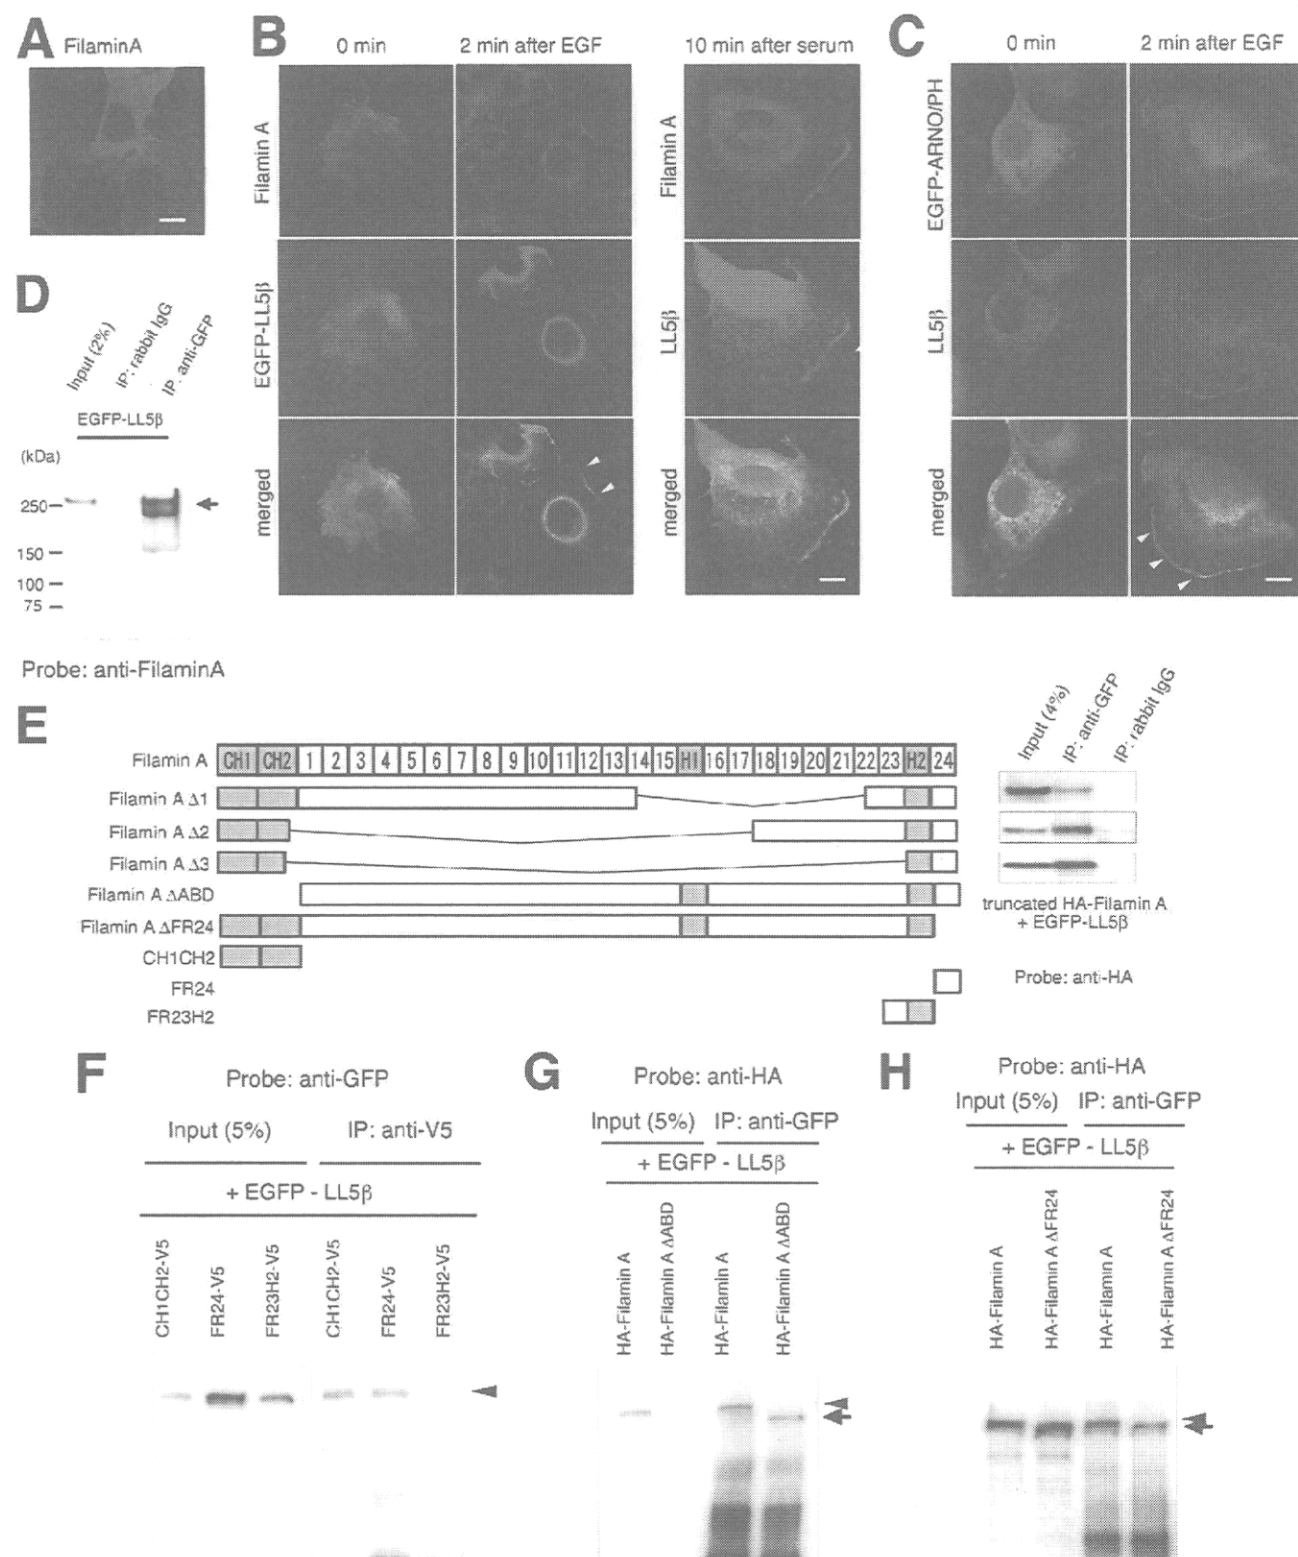 A FilaminA
B 0 min 2 min after EGF 10 min after serum
Filamin A
EGFP-LL5β
merged
Filamin A
LL5β
merged
C 0 min 2 min after EGF
EGFP-ARNO/PH
LL5β
merged
D
Input (2%)
IP: rabbit IgG
IP: anti-GFP
EGFP-LL5β
(kDa)
250
150
100
75
Probe: anti-FilaminA
E
Filamin A CH1 CH2 1 2 3 4 5 6 7 8 9 10 11 12 13 14 15 H1 16 17 18 19 20 21 22 23 H2 24
Filamin A Δ1
Filamin A Δ2
Filamin A Δ3
Filamin A ΔABD
Filamin A ΔFR24
CH1CH2
FR24
FR23H2
Input (4%)
IP: anti-GFP
IP: rabbit IgG
truncated HA-Filamin A
+ EGFP-LL5β
Probe: anti-HA
F Probe: anti-GFP
Input (5%) IP: anti-V5
+ EGFP - LL5β
CH1CH2-V5
FR24-V5
FR23H2-V5
CH1CH2-V5
FR24-V5
FR23H2-V5
G Probe: anti-HA
Input (5%) IP: anti-GFP
+ EGFP - LL5β
HA-Filamin A
HA-Filamin A ΔABD
HA-Filamin A
HA-Filamin A ΔABD
H Probe: anti-HA
Input (5%) IP: anti-GFP
+ EGFP - LL5β
HA-Filamin A
HA-Filamin A ΔFR24
HA-Filamin A
HA-Filamin A ΔFR24